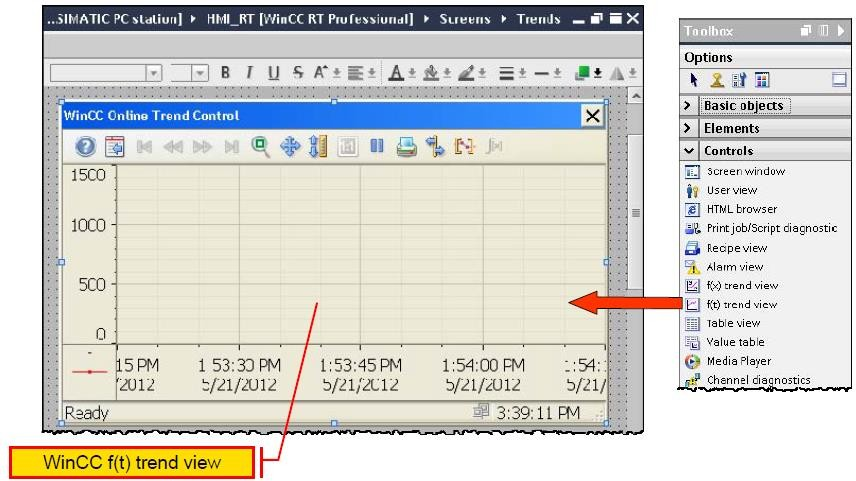 ...SIMATIC PC station] ▸ HMI_RT [WinCC RT Professional] ▸ Screens ▸ Trends
B I U S A
WinCC Online Trend Control
1500
1000
500
0
15 PM 1 53:30 PM 1:53:45 PM 1:54:00 PM 1:54:
/2012 5/21/2012 5/21/2012 5/21/2012 5/21/
Ready 3:39:11 PM
WinCC f(t) trend view
Toolbox
Options
Basic objects
Elements
Controls
Screen window
User view
HTML browser
Print job/Script diagnostic
Recipe view
Alarm view
f(x) trend view
f(t) trend view
Table view
Value table
Media Player
Channel diagnostics